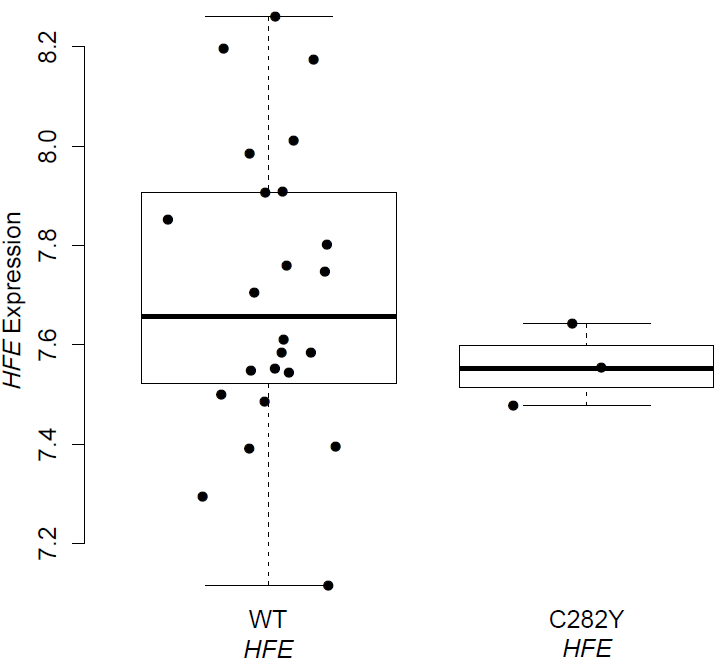 HFE Expression
8.2
8.0
7.8
7.6
7.4
7.2
WT
HFE
C282Y
HFE